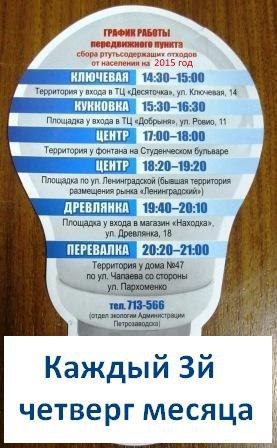 ГРАФИК РАБОТЫ
передвижного пункта
сбора ртутьсодержащих отходов
от населения на 2015 год
КЛЮЧЕВАЯ 14:30–15:00
Территория у входа в ТЦ «Десяточка», ул. Ключевая, 14
КУККОВКА 15:30–16:30
Площадка у входа в ТЦ «Добрыня», ул. Ровио, 11
ЦЕНТР 17:00–18:00
Территория у фонтана на Студенческом бульваре
ЦЕНТР 18:20–19:20
Площадка по ул. Ленинградской (бывшая территория
размещения рынка «Ленинградский»)
ДРЕВЛЯНКА 19:40–20:10
Площадка у входа в магазин «Находка»,
ул. Древлянка, 18
ПЕРЕВАЛКА 20:20–21:00
Территория у дома №47
по ул. Чапаева со стороны
ул. Пархоменко
тел. 713-566
(отдел экологии Администрации
Петрозаводска)
Каждый 3й
четверг месяца